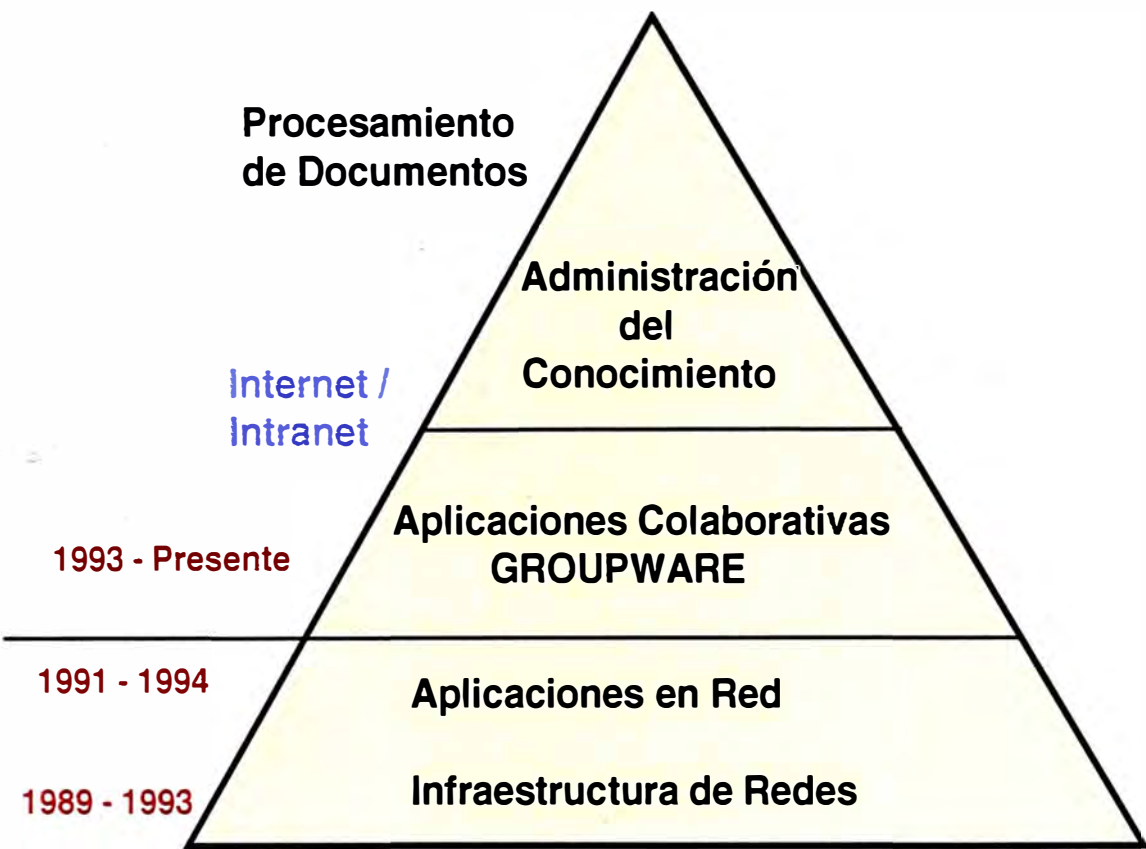 Procesamiento
de Documentos
Administración
del
Conocimiento
Internet /
Intranet
Aplicaciones Colaborativas
GROUPWARE
1993 - Presente
1991 - 1994
Aplicaciones en Red
Infraestructura de Redes
1989 - 1993